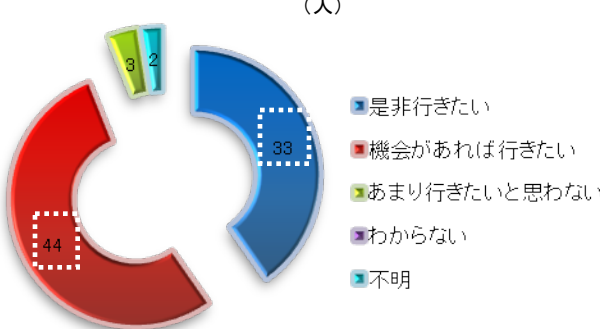 （人）
3
2
33
44
是非行きたい
機会があれば行きたい
あまり行きたいと思わない
わからない
不明